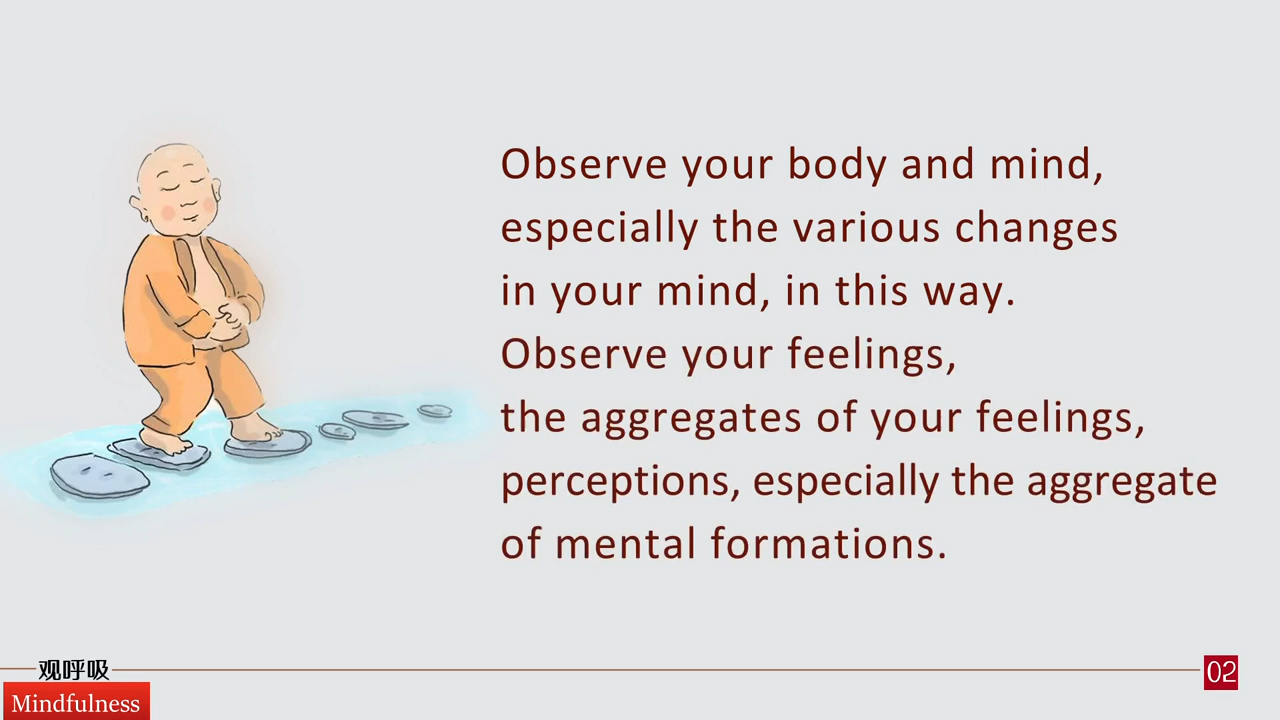 Observe your body and mind,
especially the various changes
in your mind, in this way.
Observe your feelings,
the aggregates of your feelings,
perceptions, especially the aggregate
of mental formations.
观呼吸
02
Mindfulness